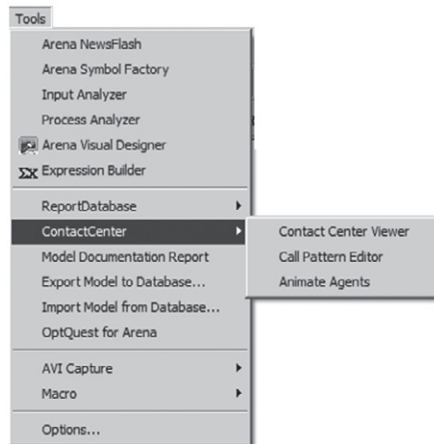 Tools
Arena NewsFlash
Arena Symbol Factory
Input Analyzer
Process Analyzer
Arena Visual Designer
Expression Builder
ReportDatabase
ContactCenter
Contact Center Viewer
Model Documentation Report
Call Pattern Editor
Export Model to Database...
Animate Agents
Import Model from Database...
OptQuest for Arena
AVI Capture
Macro
Options...